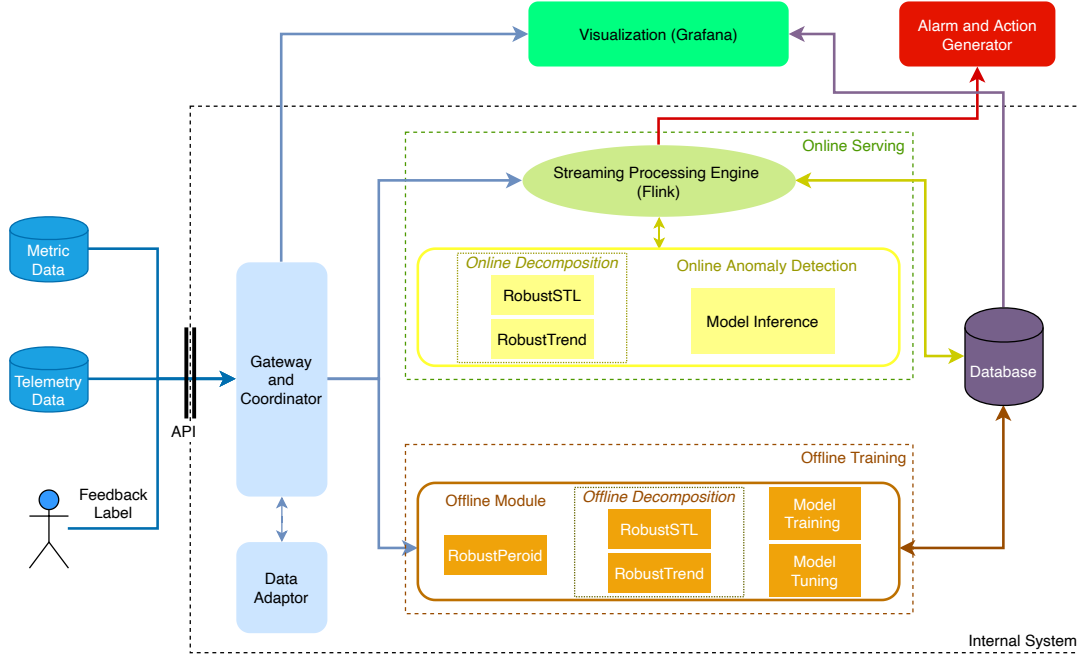 Visualization (Grafana)
Alarm and Action
Generator
Online Serving
Streaming Processing Engine
(Flink)
Metric
Data
Online Decomposition
Online Anomaly Detection
RobustSTL
RobustTrend
Model Inference
Telemetry
Data
API
Gateway
and
Coordinator
Database
Offline Training
Feedback
Label
Offline Module
Offline Decomposition
RobustPeroid
RobustSTL
RobustTrend
Model
Training
Model
Tuning
Data
Adaptor
Internal System